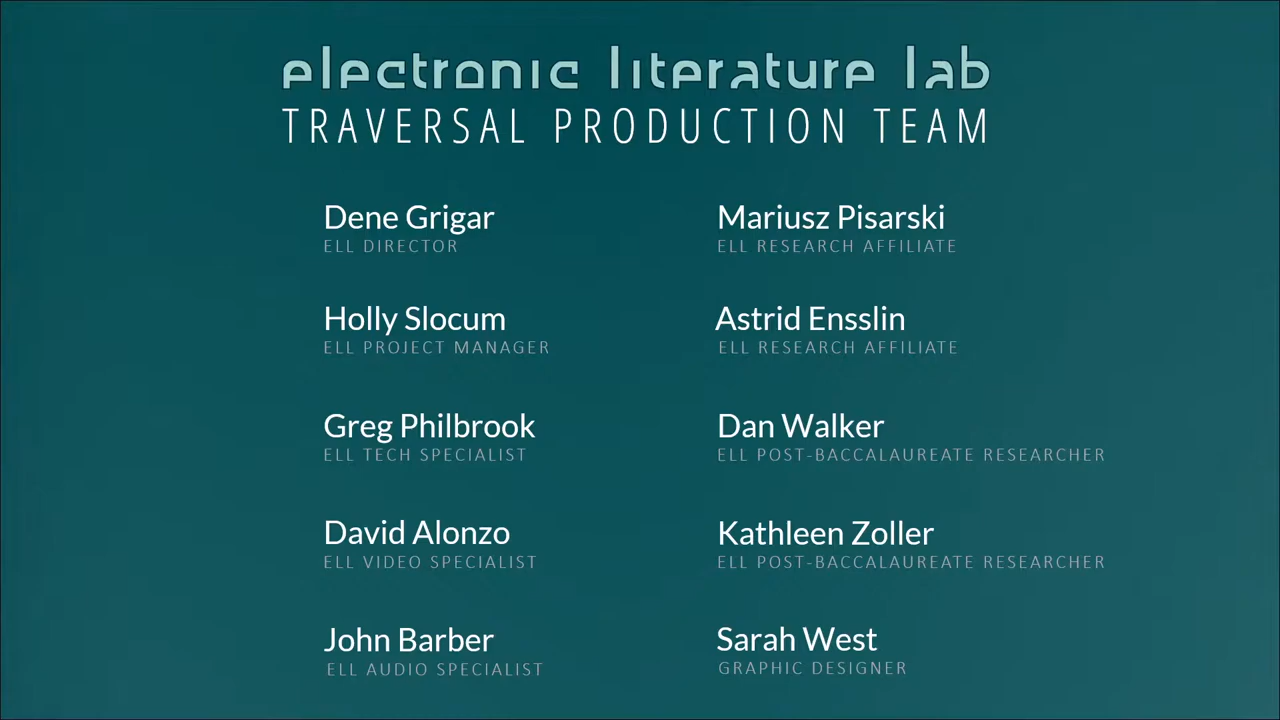 electronic literature lab
TRAVERSAL PRODUCTION TEAM
Dene Grigar
ELL DIRECTOR
Holly Slocum
ELL PROJECT MANAGER
Greg Philbrook
ELL TECH SPECIALIST
David Alonzo
ELL VIDEO SPECIALIST
John Barber
ELL AUDIO SPECIALIST
Mariusz Pisarski
ELL RESEARCH AFFILIATE
Astrid Ensslin
ELL RESEARCH AFFILIATE
Dan Walker
ELL POST-BACCALAUREATE RESEARCHER
Kathleen Zoller
ELL POST-BACCALAUREATE RESEARCHER
Sarah West
GRAPHIC DESIGNER